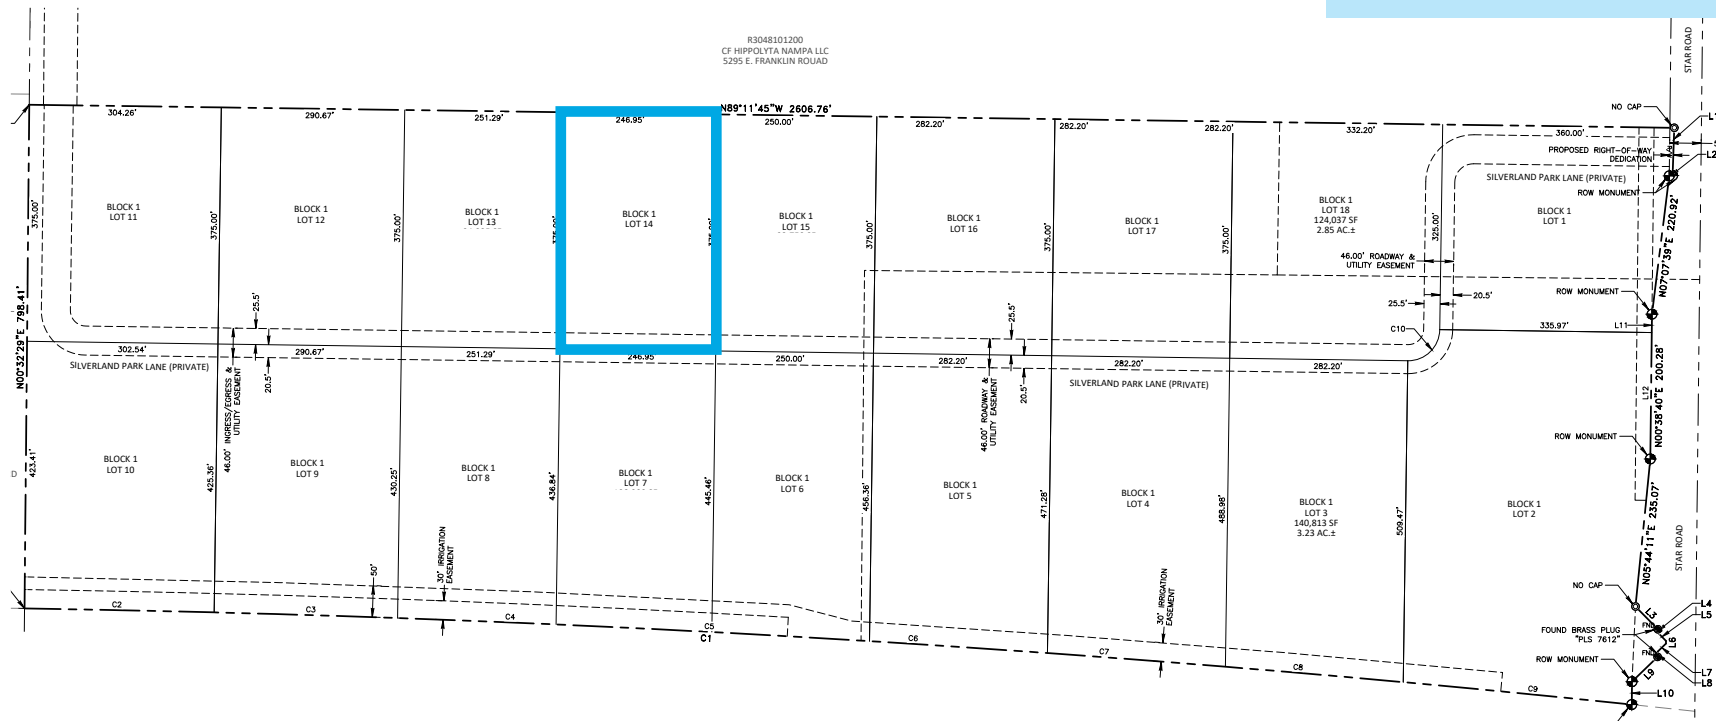 R3048101200
CF HIPPOLYTA NAMPA LLC
5295 E. FRANKLIN ROUAD
STAR ROAD
N89°11'45"W 2606.76'
304.26'
290.67'
251.29'
246.95'
250.00'
282.20'
282.20'
282.20'
332.20'
360.00'
NO CAP
L1
L2
PROPOSED RIGHT-OF-WAY
DEDICATION
SILVERLAND PARK LANE (PRIVATE)
ROW MONUMENT
BLOCK 1
LOT 11
BLOCK 1
LOT 12
BLOCK 1
LOT 13
BLOCK 1
LOT 14
BLOCK 1
LOT 15
BLOCK 1
LOT 16
BLOCK 1
LOT 17
BLOCK 1
LOT 18
124,037 SF
2.85 AC.±
BLOCK 1
LOT 1
375.00'
375.00'
375.00'
375.00'
375.00'
375.00'
375.00'
375.00'
325.00'
N07°07'39"E 220.92'
46.00' ROADWAY &
UTILITY EASEMENT
ROW MONUMENT
25.5'
20.5'
C10
335.97'
L11
N00°32'29"E 798.41'
25.5'
25.5'
302.54'
290.67'
251.29'
246.95'
250.00'
282.20'
282.20'
282.20'
SILVERLAND PARK LANE (PRIVATE)
20.5'
46.00' INGRESS/EGRESS &
UTILITY EASEMENT
46.00' ROADWAY &
UTILITY EASEMENT
20.5'
SILVERLAND PARK LANE (PRIVATE)
L12
N00°38'40"E 200.28'
ROW MONUMENT
D
BLOCK 1
LOT 10
BLOCK 1
LOT 9
BLOCK 1
LOT 8
BLOCK 1
LOT 7
BLOCK 1
LOT 6
BLOCK 1
LOT 5
BLOCK 1
LOT 4
BLOCK 1
LOT 3
140,813 SF
3.23 AC.±
BLOCK 1
LOT 2
423.41'
425.36'
430.25'
436.84'
445.46'
456.36'
471.28'
488.98'
509.47'
N05°44'11"E 235.07'
STAR ROAD
50'
30' IRRIGATION
EASEMENT
30' IRRIGATION
EASEMENT
NO CAP
L3
L4
L5
FND
FOUND BRASS PLUG
"PLS 7612"
L6
FND
ROW MONUMENT
L7
L8
L9
L10
C2
C3
C4
C5
C1
C6
C7
C8
C9